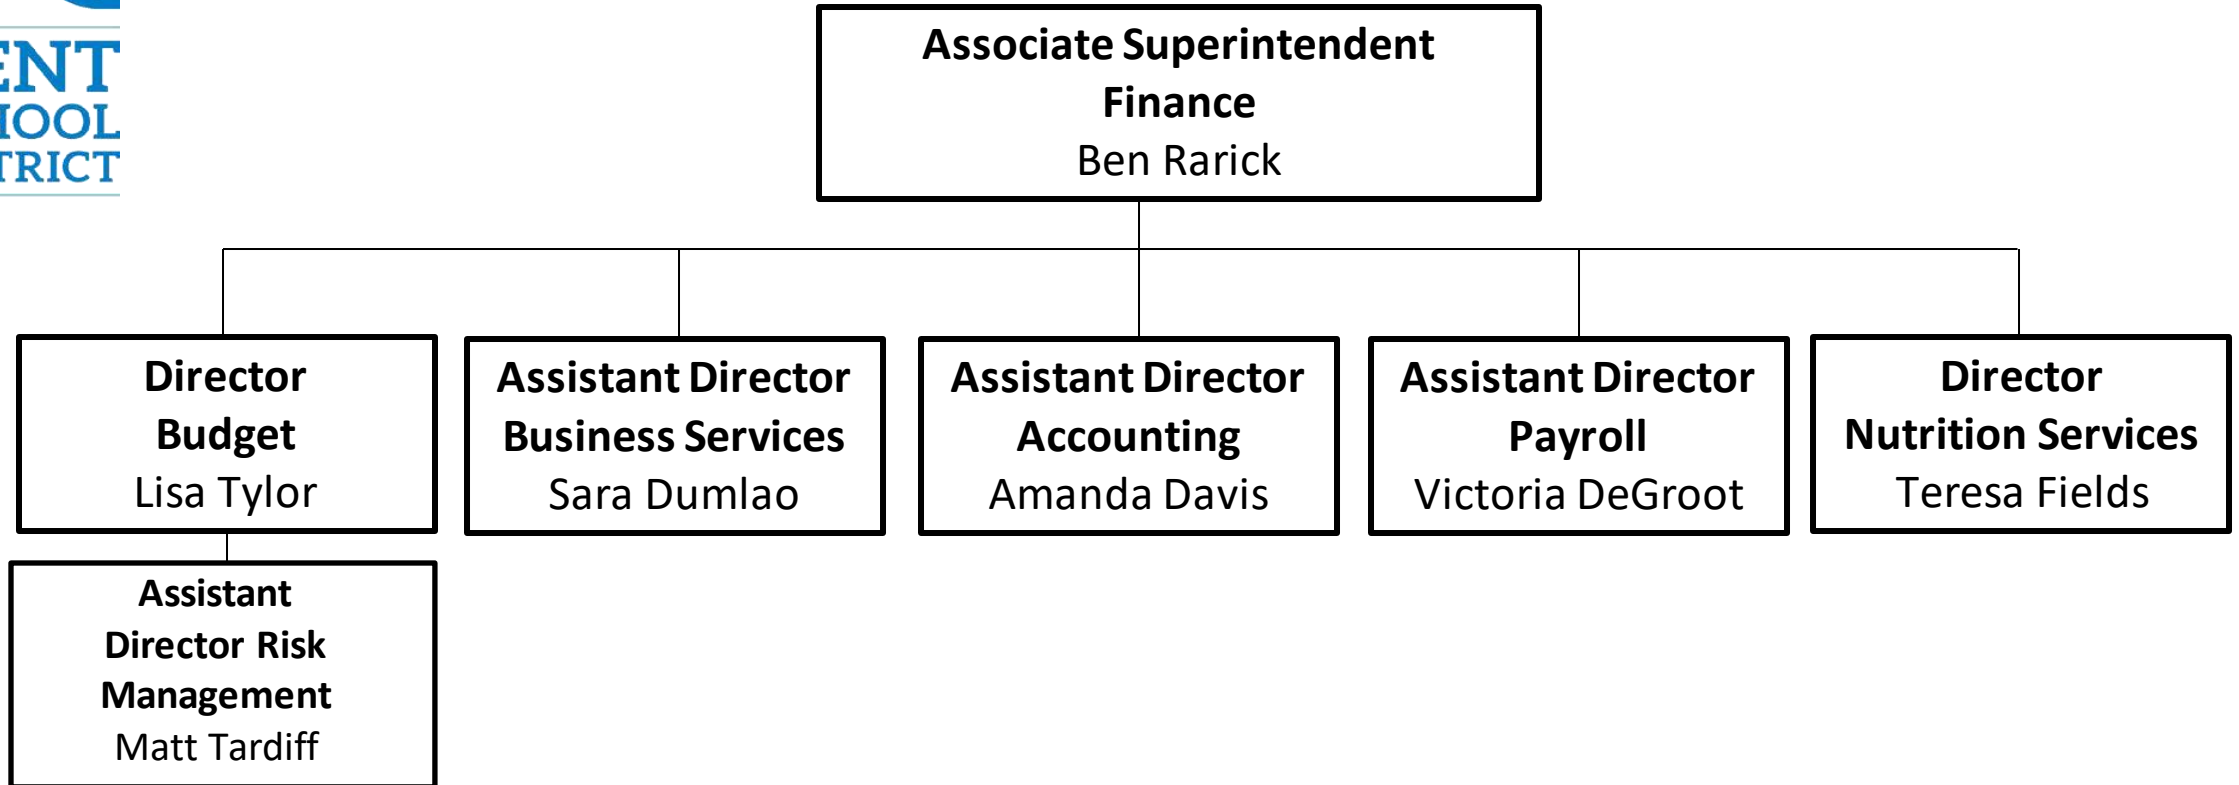 ENT
HOOL
TRICT
Associate Superintendent
Finance
Ben Rarick
Director
Budget
Lisa Tylor
Assistant Director
Business Services
Sara Dumlao
Assistant Director
Accounting
Amanda Davis
Assistant Director
Payroll
Victoria DeGroot
Director
Nutrition Services
Teresa Fields
Assistant
Director Risk
Management
Matt Tardiff